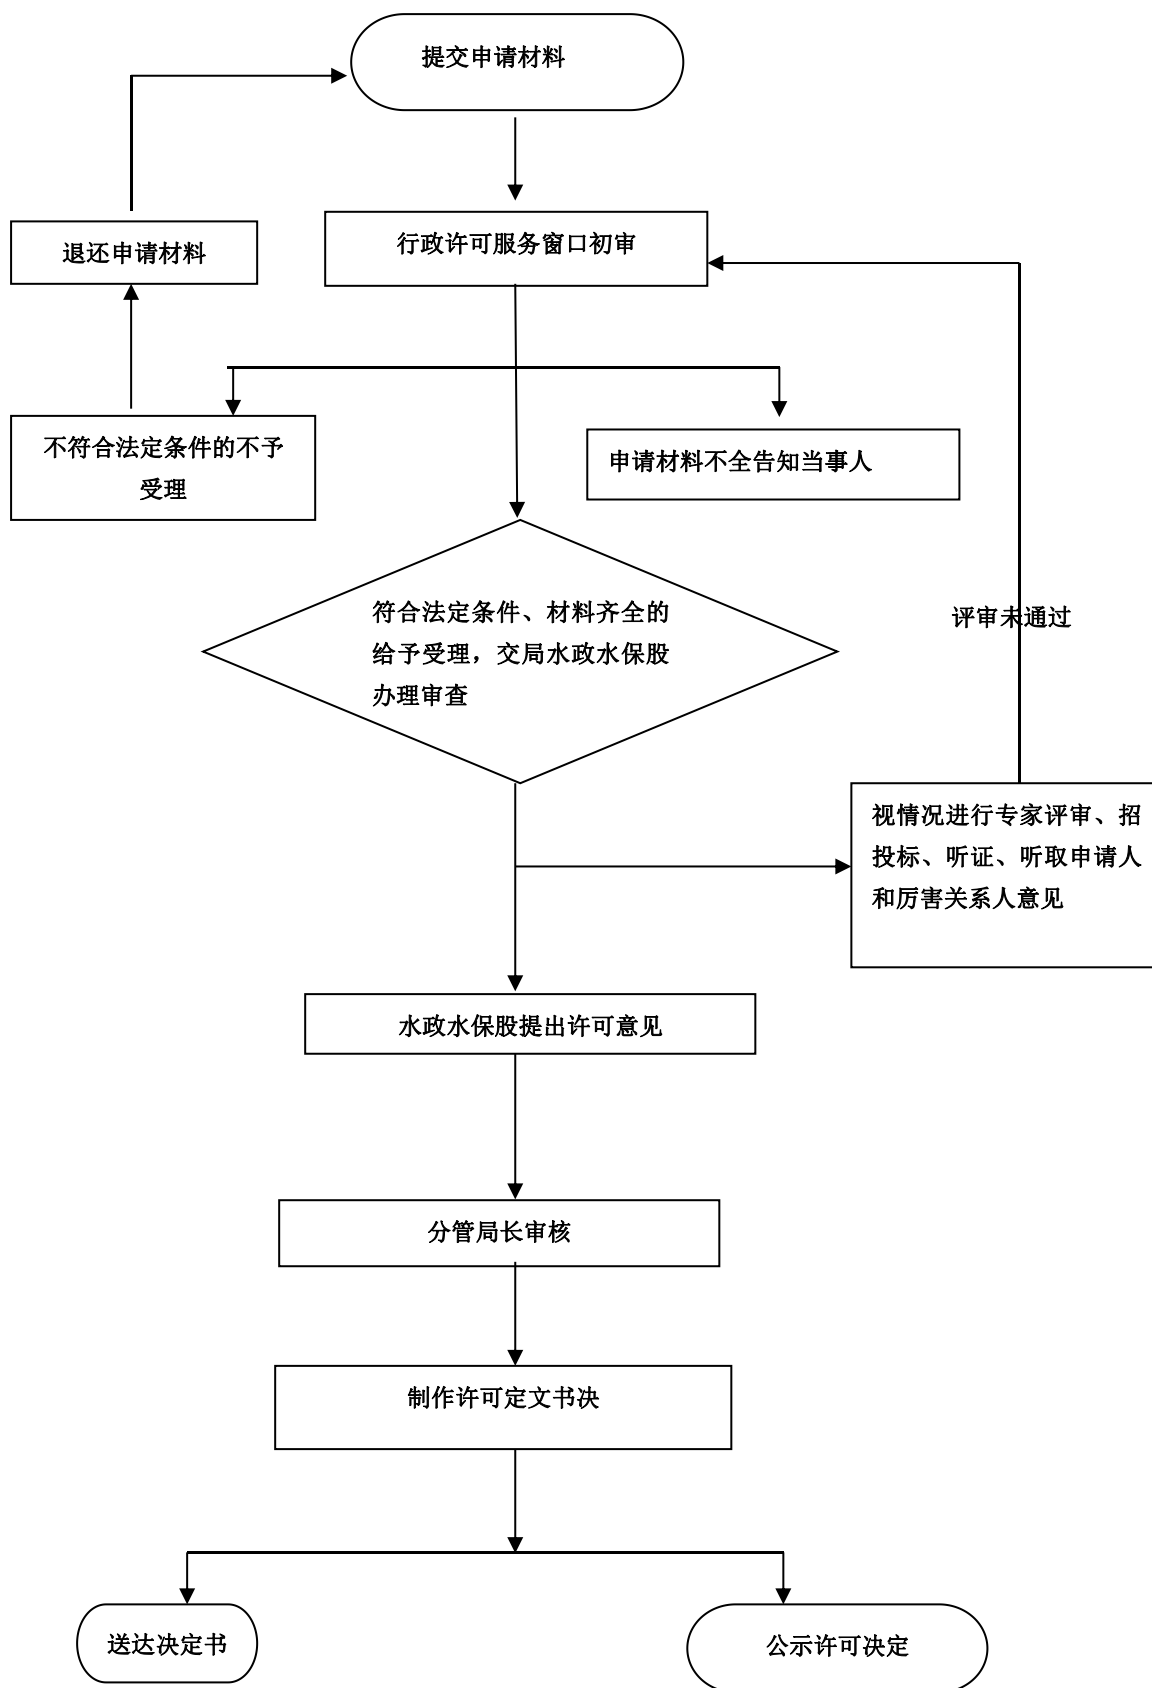 提交申请材料
退还申请材料
行政许可服务窗口初审
不符合法定条件的不予
受理
申请材料不全告知当事人
符合法定条件、材料齐全的
给予受理，交局水政水保股
办理审查
评审未通过
视情况进行专家评审、招
投标、听证、听取申请人
和厉害关系人意见
水政水保股提出许可意见
分管局长审核
制作许可定文书决
送达决定书
公示许可决定